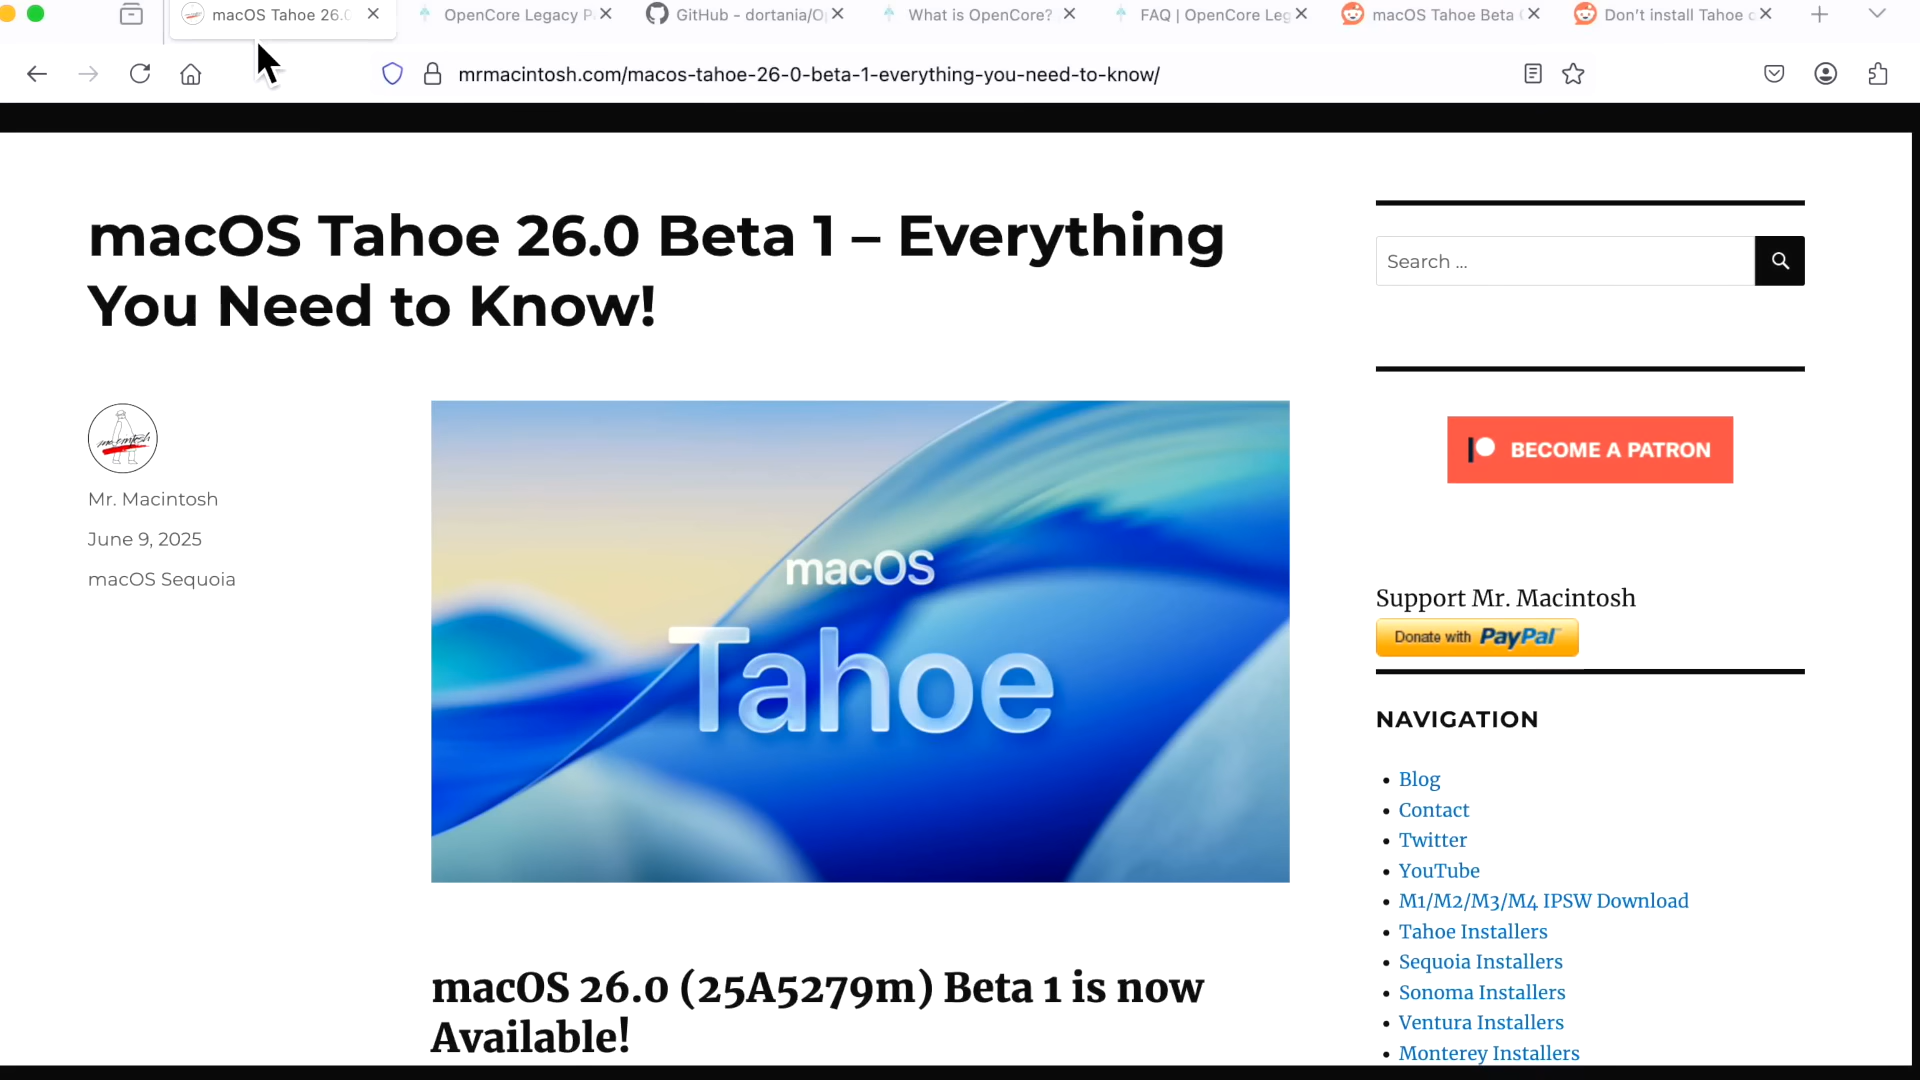 macOS Tahoe 26.0
OpenCore Legacy P
GitHub - dortania/O
What is OpenCore?
FAQ | OpenCore Leg
macOS Tahoe Beta
Don't install Tahoe
mrmacintosh.com/macos-tahoe-26-0-beta-1-everything-you-need-to-know/
macOS Tahoe 26.0 Beta 1 – Everything
You Need to Know!
Mr. Macintosh
June 9, 2025
macOS Sequoia
macOS
Tahoe
macOS 26.0 (25A5279m) Beta 1 is now
Available!
Search …
BECOME A PATRON
Support Mr. Macintosh
Donate with PayPal
NAVIGATION
Blog
Contact
Twitter
YouTube
M1/M2/M3/M4 IPSW Download
Tahoe Installers
Sequoia Installers
Sonoma Installers
Ventura Installers
Monterey Installers